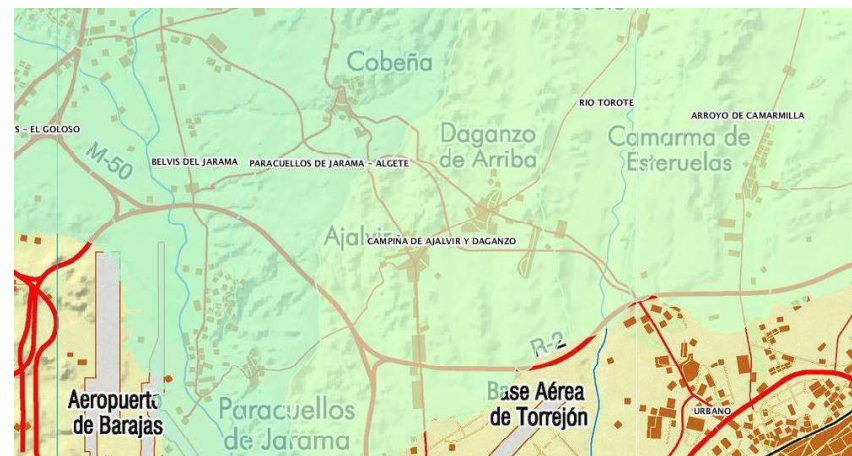 Cobeña
RIO TOROTE
ARROYO DE CAMARMILLA
S - EL GOLOSO
Daganzo
de Arriba
Camarma de
Esteruelas
M-50
BELVIS DEL JARAMA
PARACUELLOS DE JARAMA - ALGETE
Ajalvir
CAMPIÑA DE AJALVIR Y DAGANZO
R-2
Aeropuerto
de Barajas
Paracuellos
de Jarama
Base Aérea
de Torrejón
URBANO